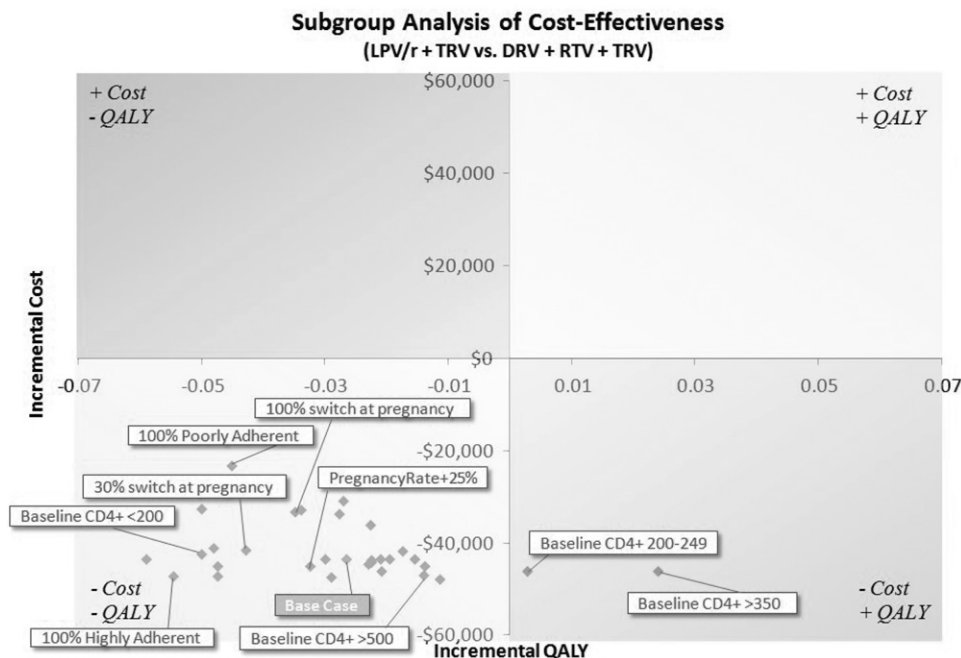 Subgroup Analysis of Cost-Effectiveness
(LPV/r + TRV vs. DRV + RTV + TRV)
+ Cost
- QALY
$60,000
+ Cost
+ QALY
$40,000
$20,000
Incremental Cost
$0
-0.07
-0.05
-0.03
-0.01
0.01
0.03
0.05
0.07
100% switch at pregnancy
100% Poorly Adherent
-$20,000
30% switch at pregnancy
PregnancyRate+25%
Baseline CD4+ <200
-$40,000
Baseline CD4+ 200-249
- Cost
- QALY
Base Case
Baseline CD4+ >350
- Cost
+ QALY
100% Highly Adherent
Baseline CD4+ >500
-$60,000
Incremental QALY